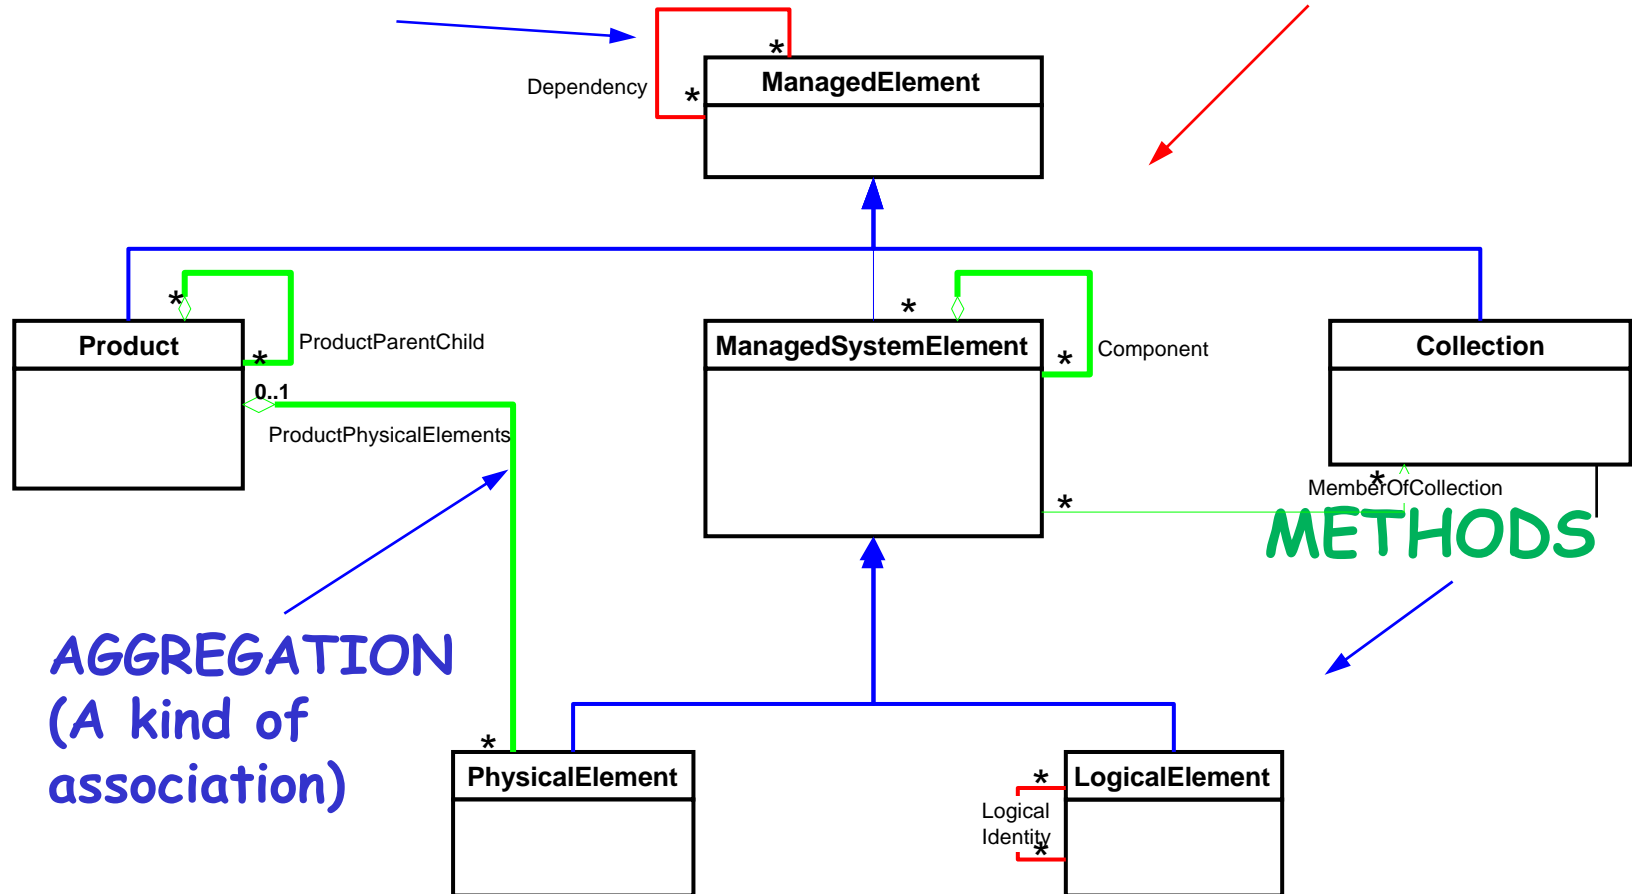 *
ManagedElement
Dependency
*
*
*
Product
ProductParentChild
*
ManagedSystemElement
*
Component
Collection
0..1
ProductPhysicalElements
*
MemberOfCollection
*
METHODS
AGGREGATION
(A kind of
association)
*
PhysicalElement
*
LogicalElement
Logical
Identity
*